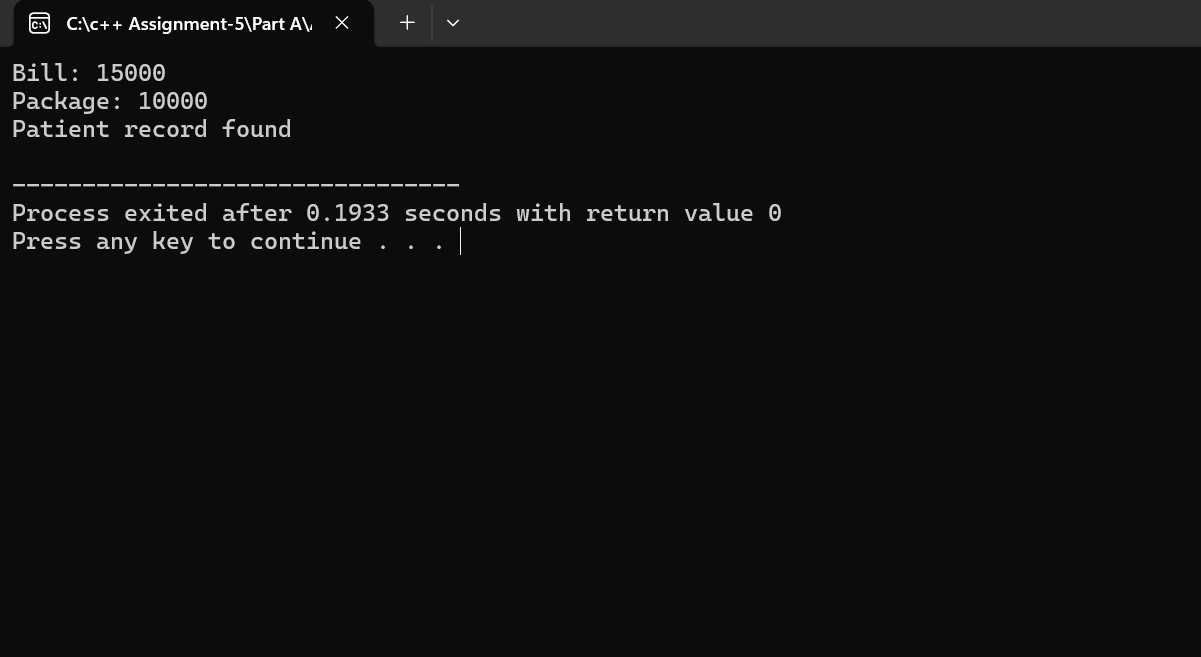 C:\c++ Assignment-5\Part A\
Bill: 15000
Package: 10000
Patient record found
--------------------------------
Process exited after 0.1933 seconds with return value 0
Press any key to continue . . .